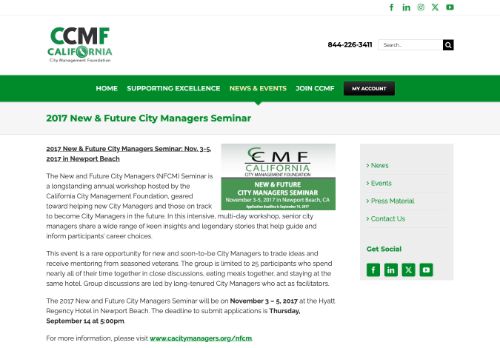 CCMF
CALIFORNIA
City Management Foundation
844-226-3411
Search...
HOME SUPPORTING EXCELLENCE NEWS & EVENTS JOIN CCMF MY ACCOUNT
2017 New & Future City Managers Seminar
2017 New & Future City Managers Seminar: Nov. 3-5,
2017 in Newport Beach
The New and Future City Managers (NFCM) Seminar is
a longstanding annual workshop hosted by the
California City Management Foundation, geared
toward helping new City Managers and those on track
to become City Managers in the future. In this intensive, multi-day workshop, senior city
managers share a wide range of keen insights and legendary stories that help guide and
inform participants' career choices.
CCMF
CALIFORNIA
CITY MANAGEMENT FOUNDATION
NEW & FUTURE
CITY MANAGERS SEMINAR
November 3-5, 2017 in Newport Beach, CA
Application deadline is September 14, 2017
This event is a rare opportunity for new and soon-to-be City Managers to trade ideas and
receive mentoring from seasoned veterans. The group is limited to 25 participants who spend
nearly all of their time together in close discussions, eating meals together, and staying at the
same hotel. Group discussions are led by long-tenured City Managers who act as facilitators.
The 2017 New and Future City Managers Seminar will be on November 3 – 5, 2017 at the Hyatt
Regency Hotel in Newport Beach. The deadline to submit applications is Thursday,
September 14 at 5:00pm.
For more information, please visit www.cacitymanagers.org/nfcm.
News
Events
Press Material
Contact Us
Get Social